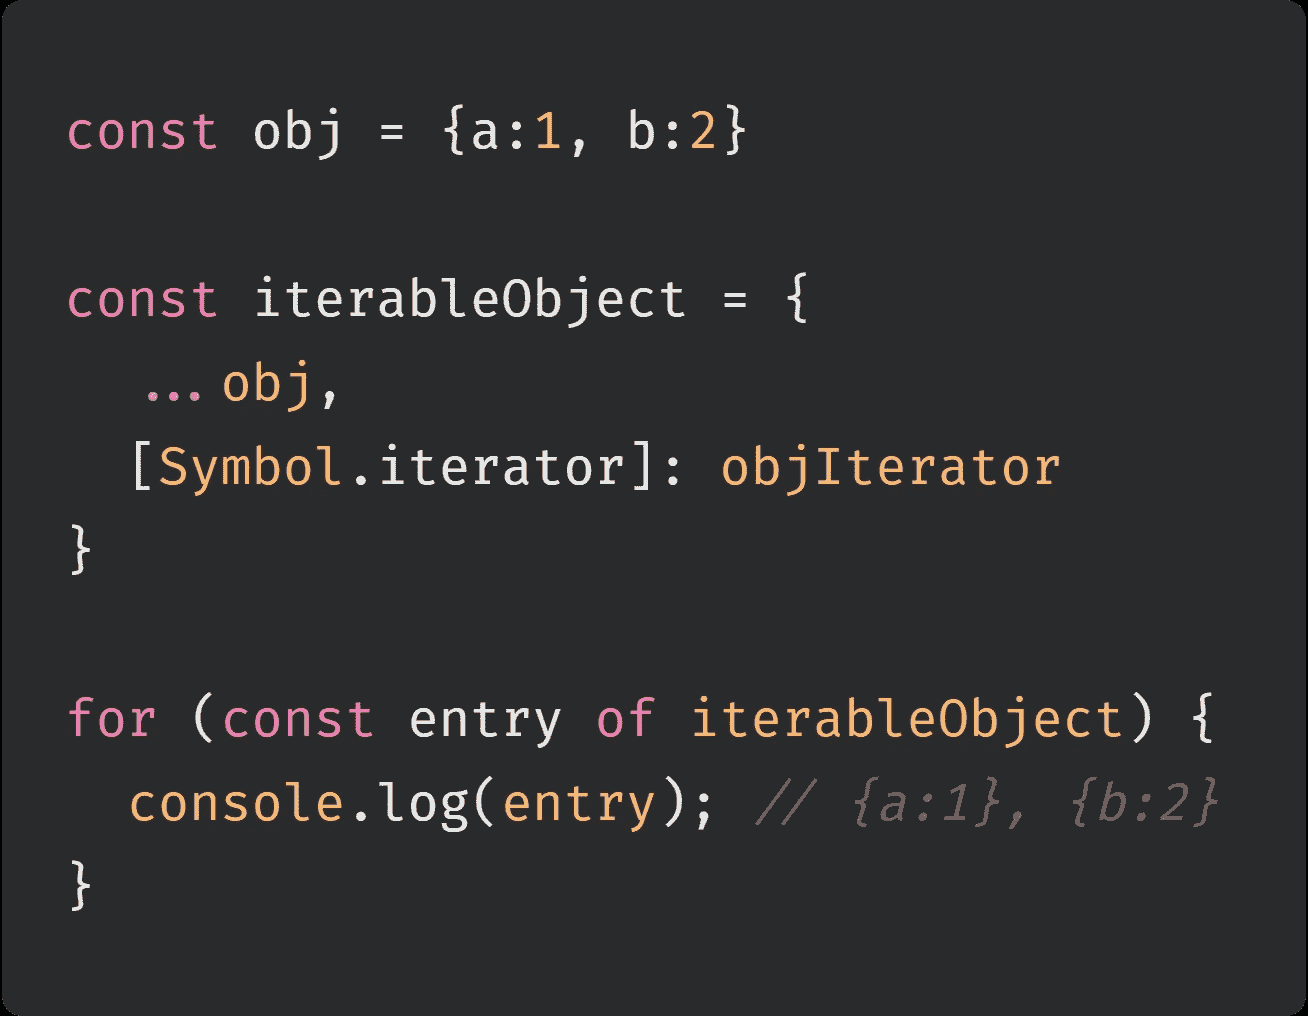 const obj = {a:1, b:2}
const iterableObject = {
...obj,
[Symbol.iterator]: objIterator
}
for (const entry of iterableObject) {
console.log(entry); // {a:1}, {b:2}
}